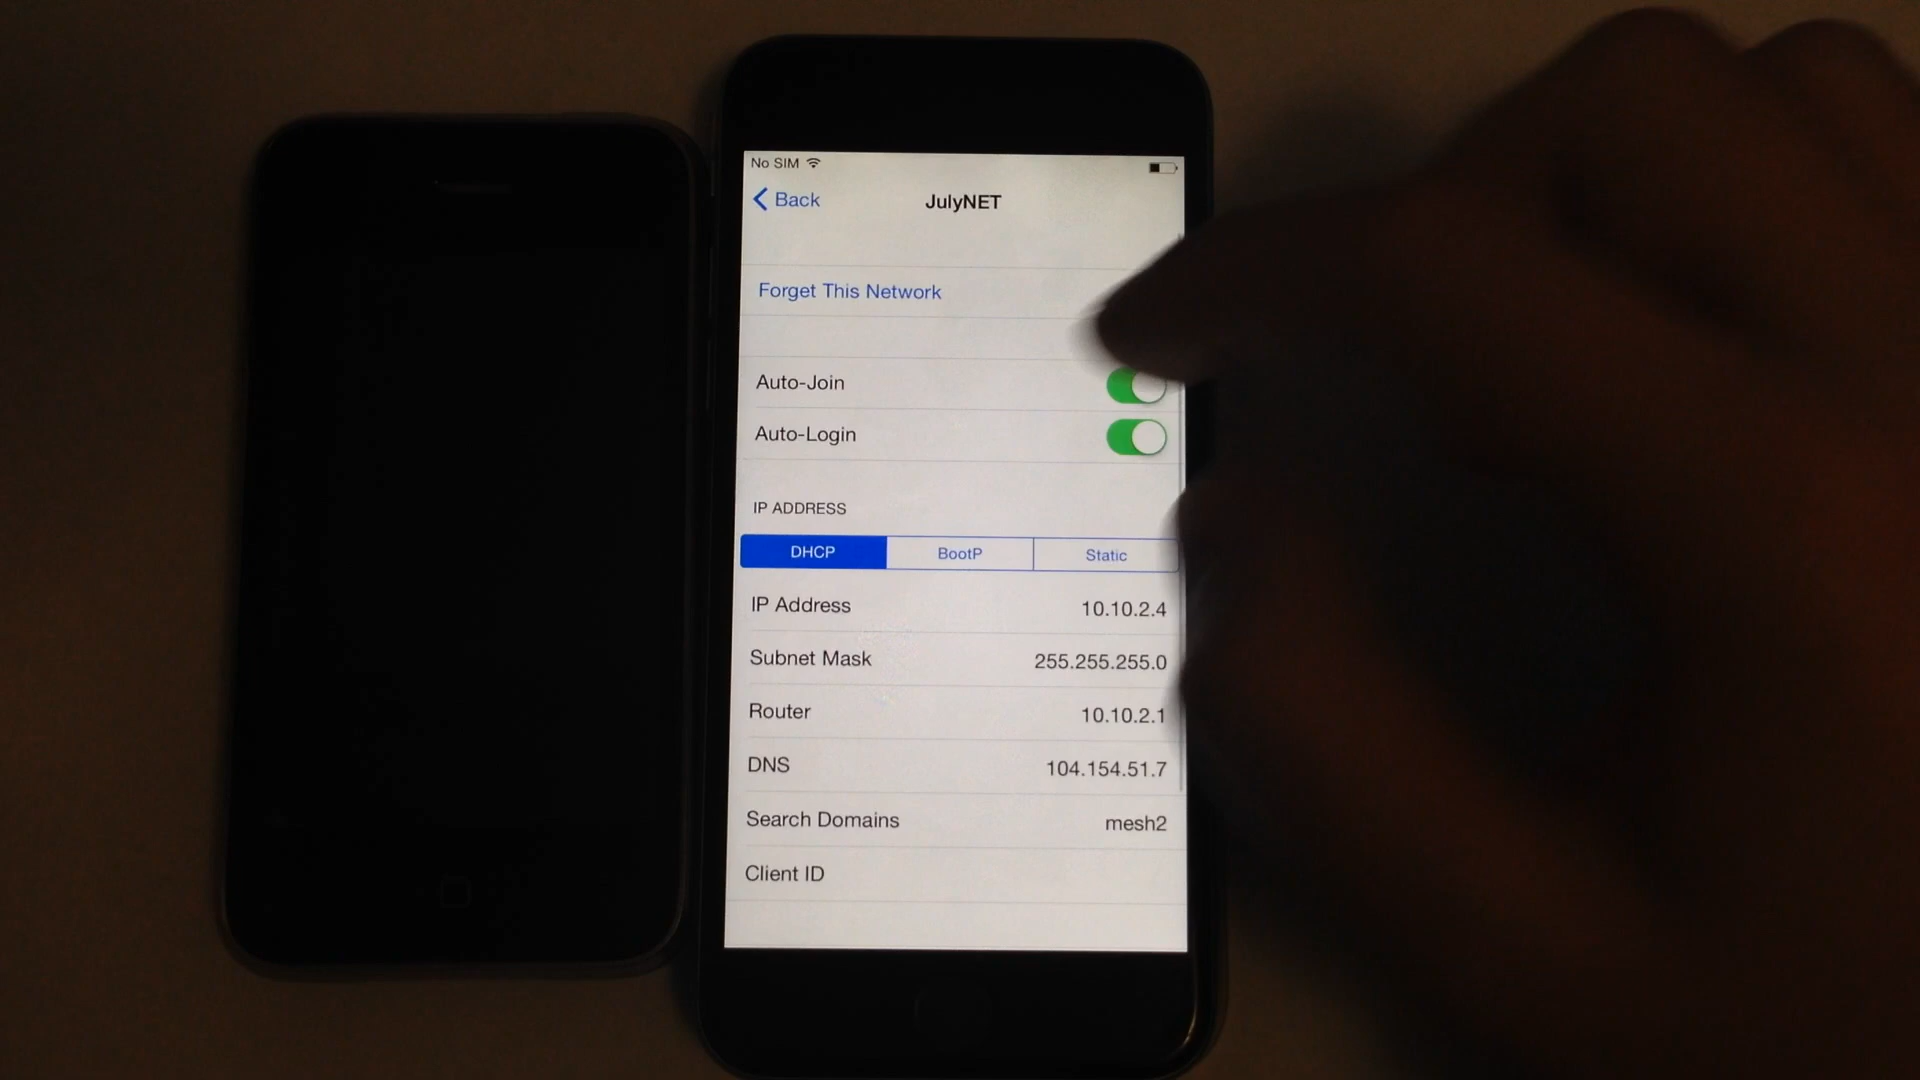 No SIM
Back
JulyNET
Forget This Network
Auto-Join
Auto-Login
IP ADDRESS
DHCP BootP Static
IP Address 10.10.2.4
Subnet Mask 255.255.255.0
Router 10.10.2.1
DNS 104.154.51.7
Search Domains mesh2
Client ID